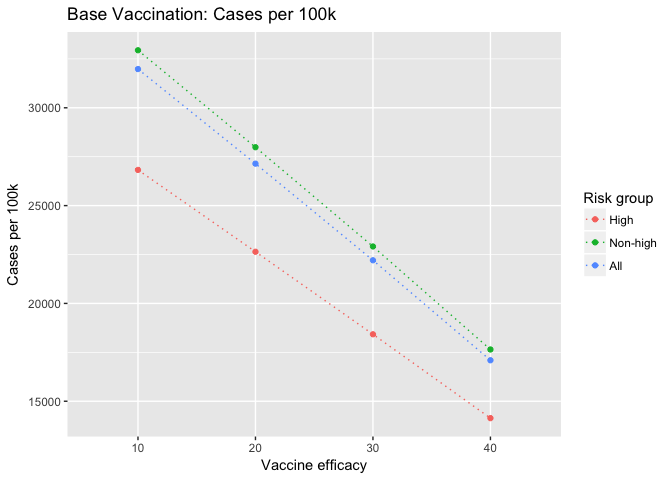 Base Vaccination: Cases per 100k
Cases per 100k
30000
25000
20000
15000
10 20 30 40
Vaccine efficacy
Risk group
High
Non-high
All